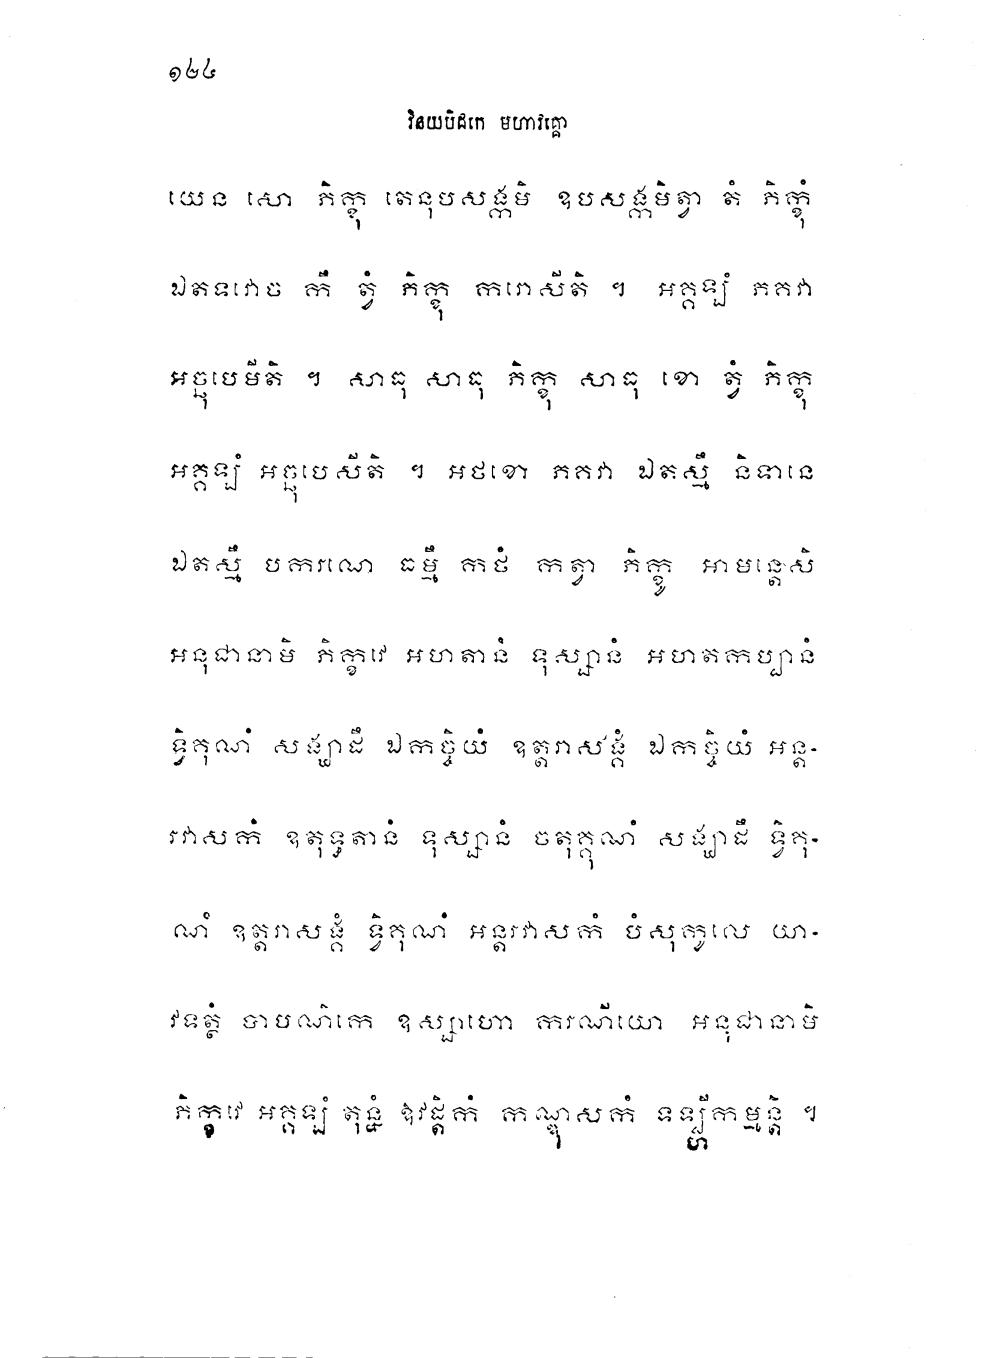 ១២៤
វិនយបិដកេ មហាវគ្គោ
យេន សោ ភិក្ខុ តេនុបសង្កមិ ឧបសង្កមិត្វា តំ ភិក្ខុំ
ឯតទវោច កឹ ត្វំ ភិក្ខុ ករោសីតិ ។ អគ្គឡំ ភគវា
អច្ឆុបេមីតិ ។ សាធុ សាធុ ភិក្ខុ សាធុ ខោ ត្វំ ភិក្ខុ
អគ្គឡំ អច្ឆុបេសីតិ ។ អថខោ ភគវា ឯតស្មឹ និទានេ
ឯតស្មឹ បករណេ ធម្មឹ កថំ កត្វា ភិក្ខូ អាមន្តេសិ
អនុជានាមិ ភិក្ខវេ អហតានំ ទុស្សានំ អហតកប្បានំ
ទ្វិគុណំ សង្ឃាដឹ ឯកច្ចិយំ ឧត្តរាសង្គំ ឯកច្ចិយំ អន្ត-
រវាសកំ ឧតុទ្ធតានំ ទុស្សានំ ចតុគ្គុណំ សង្ឃាដឹ ទ្វិគុ-
ណំ ឧត្តរាសង្គំ ទ្វិគុណំ អន្តរវាសកំ បំសុកូលេ យា-
វទត្ថំ បាបណិកេ ឧស្សាហោ ករណីយោ អនុជានាមិ
ភិក្ខវេ អគ្គឡំ តុន្នំ ឱវដ្ដិកំ កណ្ឌុសកំ ទឡ្ហីកម្មន្តិ ។